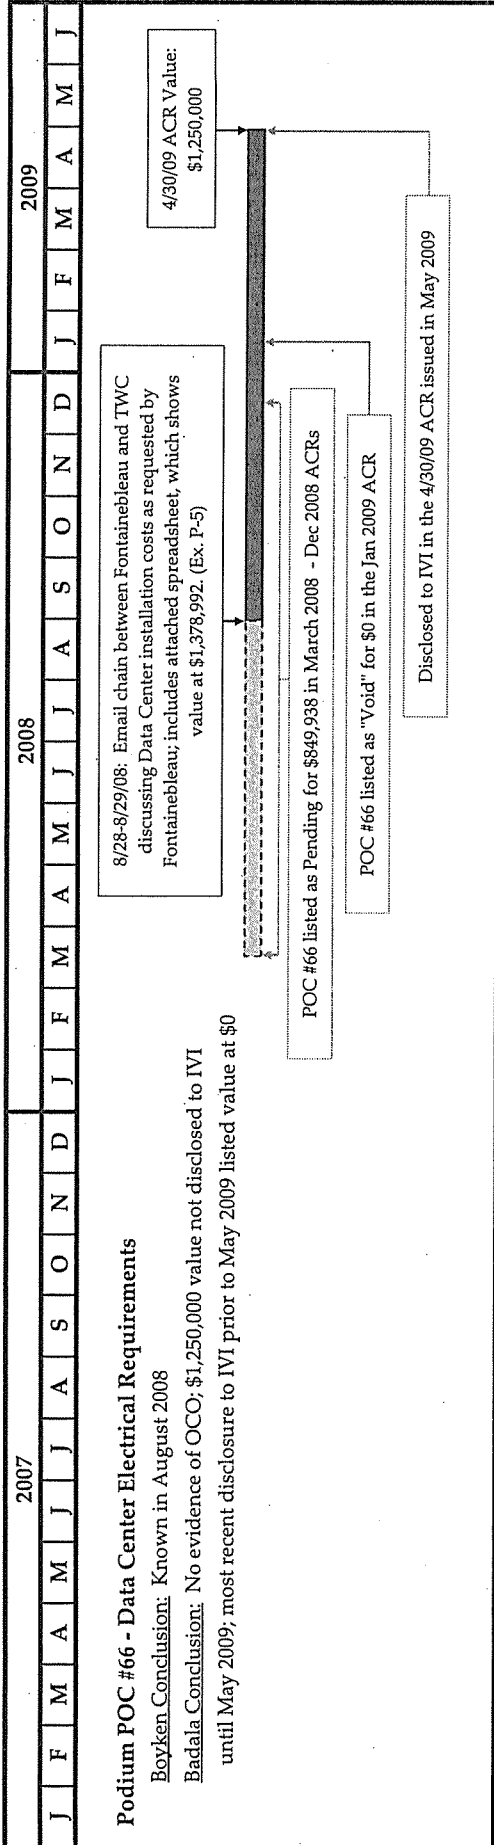 2007 2008 2009
J F M A M J J A S O N D J F M A M J J A S O N D J F M A M J
Podium POC #66 - Data Center Electrical Requirements
Boyken Conclusion: Known in August 2008
Badala Conclusion: No evidence of OCO; $1,250,000 value not disclosed to IVI
until May 2009; most recent disclosure to IVI prior to May 2009 listed value at $0
8/28-8/29/08: Email chain between Fontainebleau and TWC
discussing Data Center installation costs as requested by
Fontainebleau; includes attached spreadsheet, which shows
value at $1,378,992. (Ex. P-5)
4/30/09 ACR Value:
$1,250,000
POC #66 listed as Pending for $849,938 in March 2008 - Dec 2008 ACRs
POC #66 listed as "Void" for $0 in the Jan 2009 ACR
Disclosed to IVI in the 4/30/09 ACR issued in May 2009